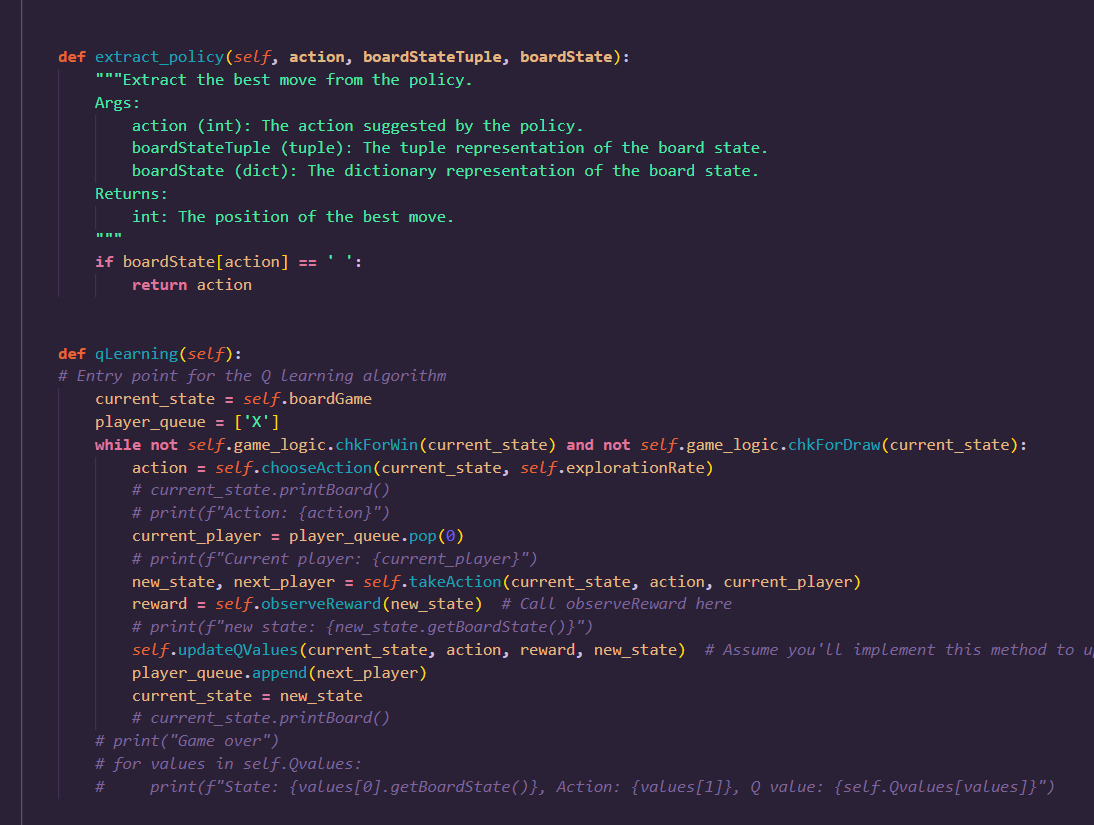 def extract_policy(self, action, boardStateTuple, boardState):
"""Extract the best move from the policy.
Args:
action (int): The action suggested by the policy.
boardStateTuple (tuple): The tuple representation of the board state.
boardState (dict): The dictionary representation of the board state.
Returns:
int: The position of the best move.
"""
if boardState[action] == ' ':
return action
def qLearning(self):
# Entry point for the Q learning algorithm
current_state = self.boardGame
player_queue = ['X']
while not self.game_logic.chkForWin(current_state) and not self.game_logic.chkForDraw(current_state):
action = self.chooseAction(current_state, self.explorationRate)
# current_state.printBoard()
# print(f"Action: {action}")
current_player = player_queue.pop(0)
# print(f"Current player: {current_player}")
new_state, next_player = self.takeAction(current_state, action, current_player)
reward = self.observeReward(new_state)  # Call observeReward here
# print(f"new state: {new_state.getBoardState()}")
self.updateQValues(current_state, action, reward, new_state)  # Assume you'll implement this method to
player_queue.append(next_player)
current_state = new_state
# current_state.printBoard()
# print("Game over")
# for values in self.Qvalues:
#     print(f"State: {values[0].getBoardState()}, Action: {values[1]}, Q value: {self.Qvalues[values]}")